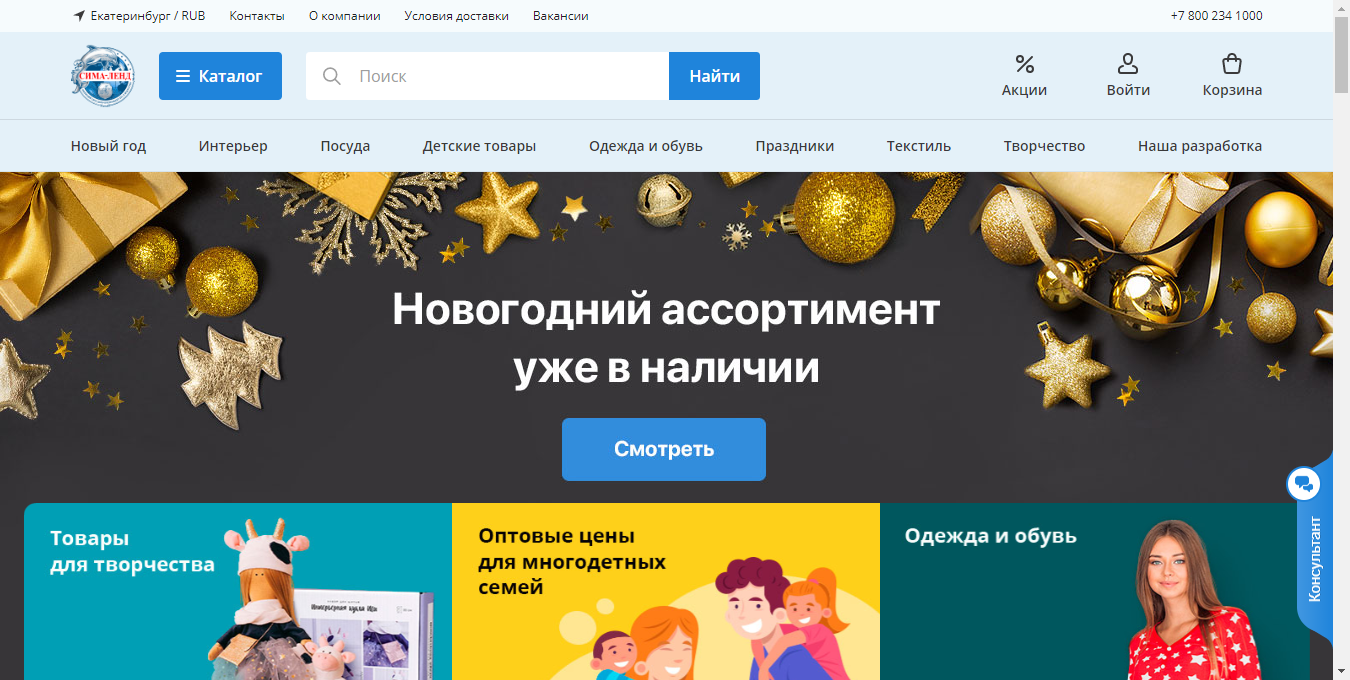 Екатеринбург / RUB
Контакты
О компании
Условия доставки
Вакансии
+7 800 234 1000
СИМА-ЛЕНД
Каталог
Поиск
Найти
Акции
Войти
Корзина
Новый год
Интерьер
Посуда
Детские товары
Одежда и обувь
Праздники
Текстиль
Творчество
Наша разработка
Новогодний ассортимент
уже в наличии
Смотреть
Товары
для творчества
Оптовые цены
для многодетных
семей
Одежда и обувь
Консультант